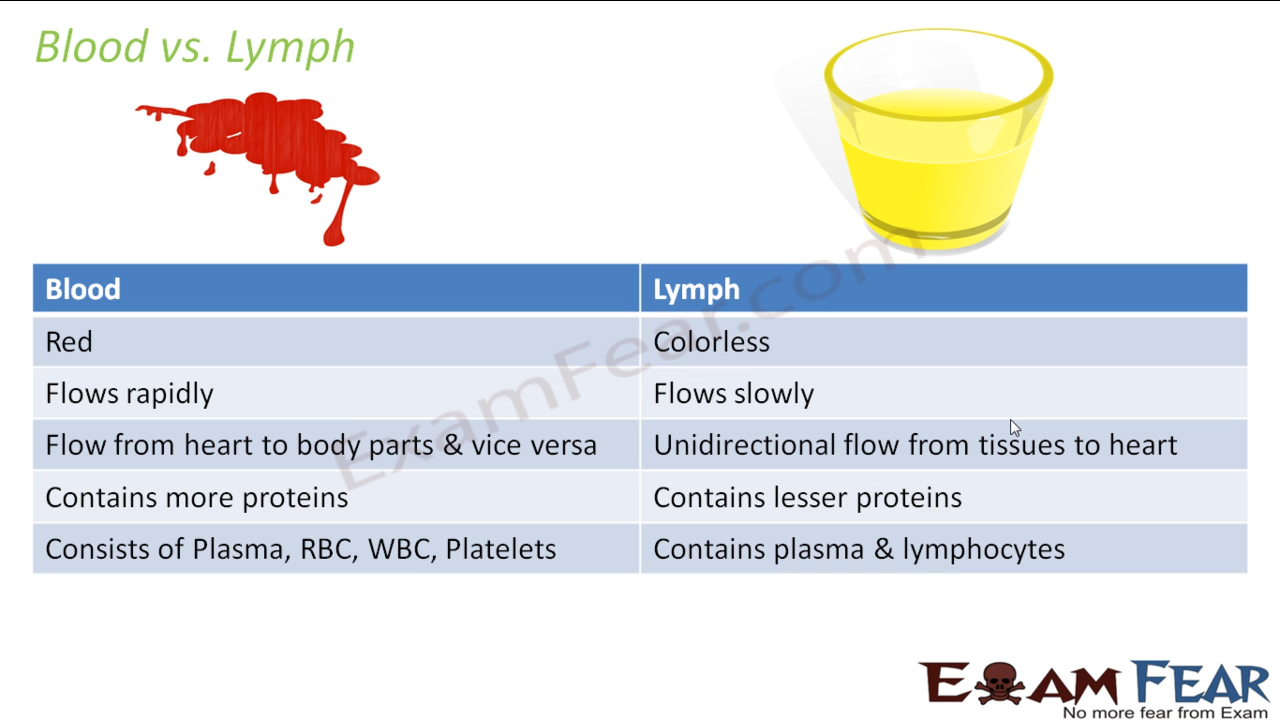 Blood vs. Lymph
Blood Lymph
Red Colorless
Flows rapidly Flows slowly
Flow from heart to body parts & vice versa Unidirectional flow from tissues to heart
Contains more proteins Contains lesser proteins
Consists of Plasma, RBC, WBC, Platelets Contains plasma & lymphocytes
ExamFear.com
EXAM FEAR
No more fear from Exam